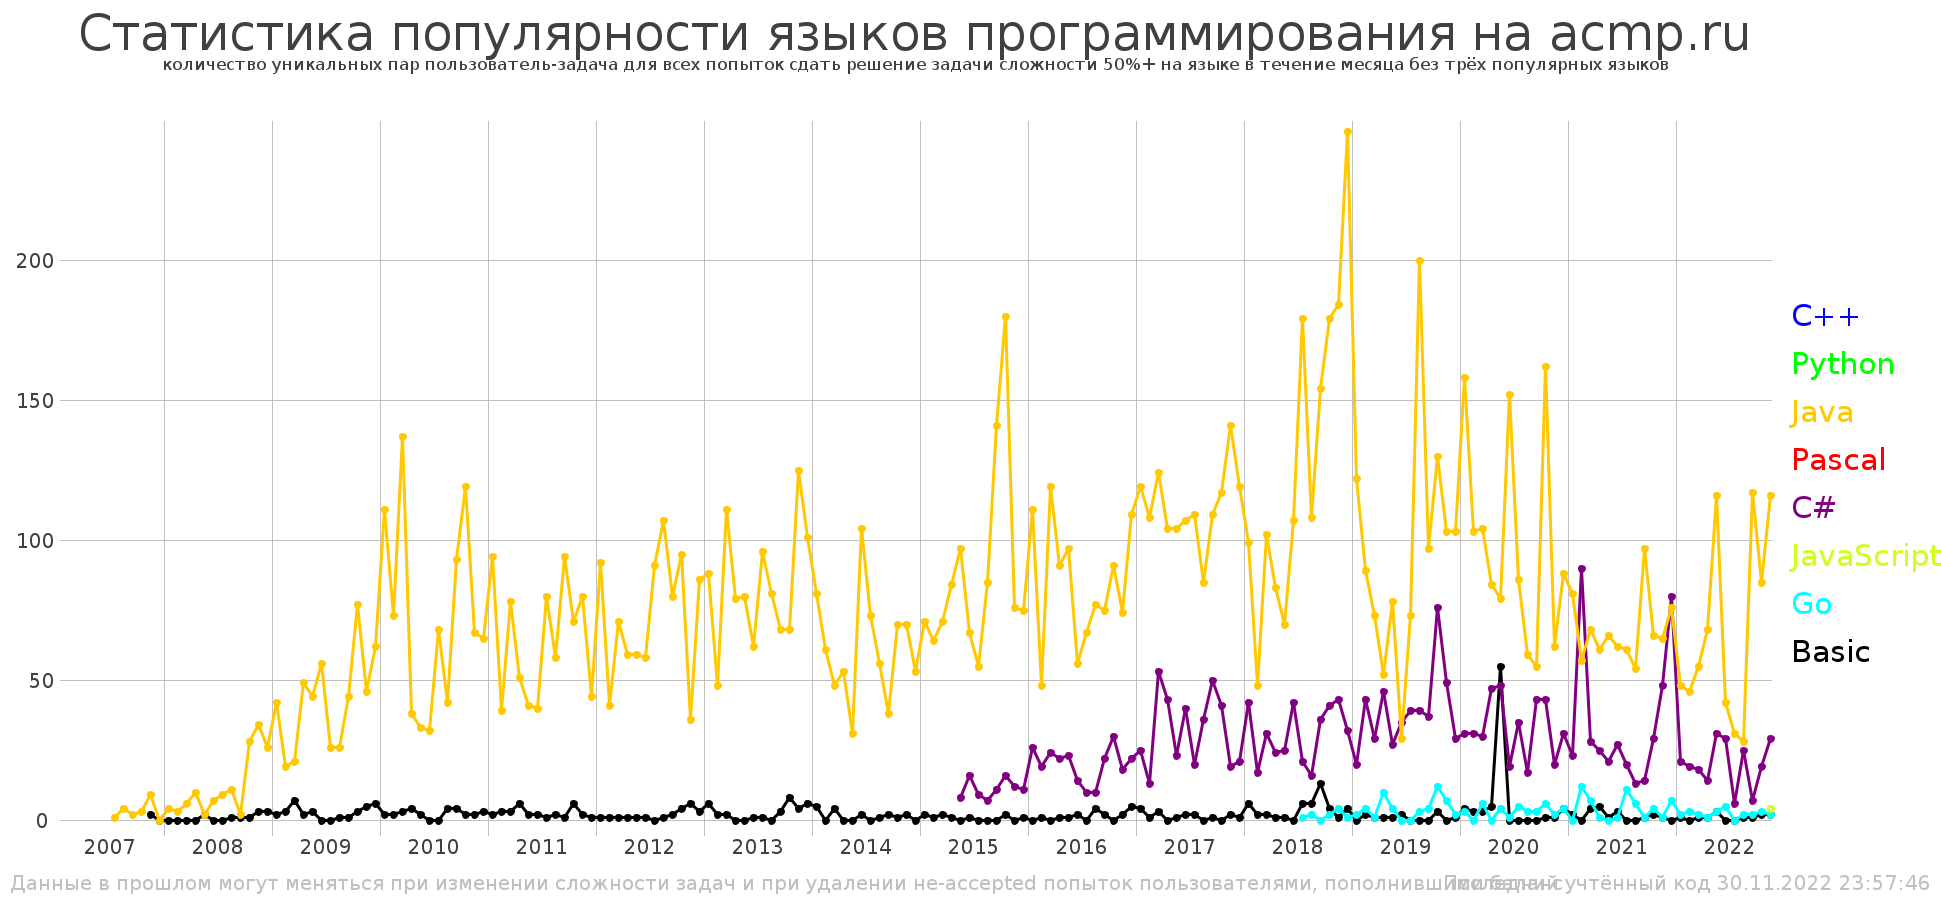 Статистика популярности языков программирования на acmp.ru
количество уникальных пар пользователь-задача для всех попыток сдать решение задачи сложности 50%+ на языке в течение месяца без трёх популярных языков
200
150
100
50
0
C++
Python
Java
Pascal
C#
JavaScript
Go
Basic
2007 2008 2009 2010 2011 2012 2013 2014 2015 2016 2017 2018 2019 2020 2021 2022
Данные в прошлом могут меняться при изменении сложности задач и при удалении не-accepted попыток пользователями, пополнившими баланс
Последний учтённый код 30.11.2022 23:57:46